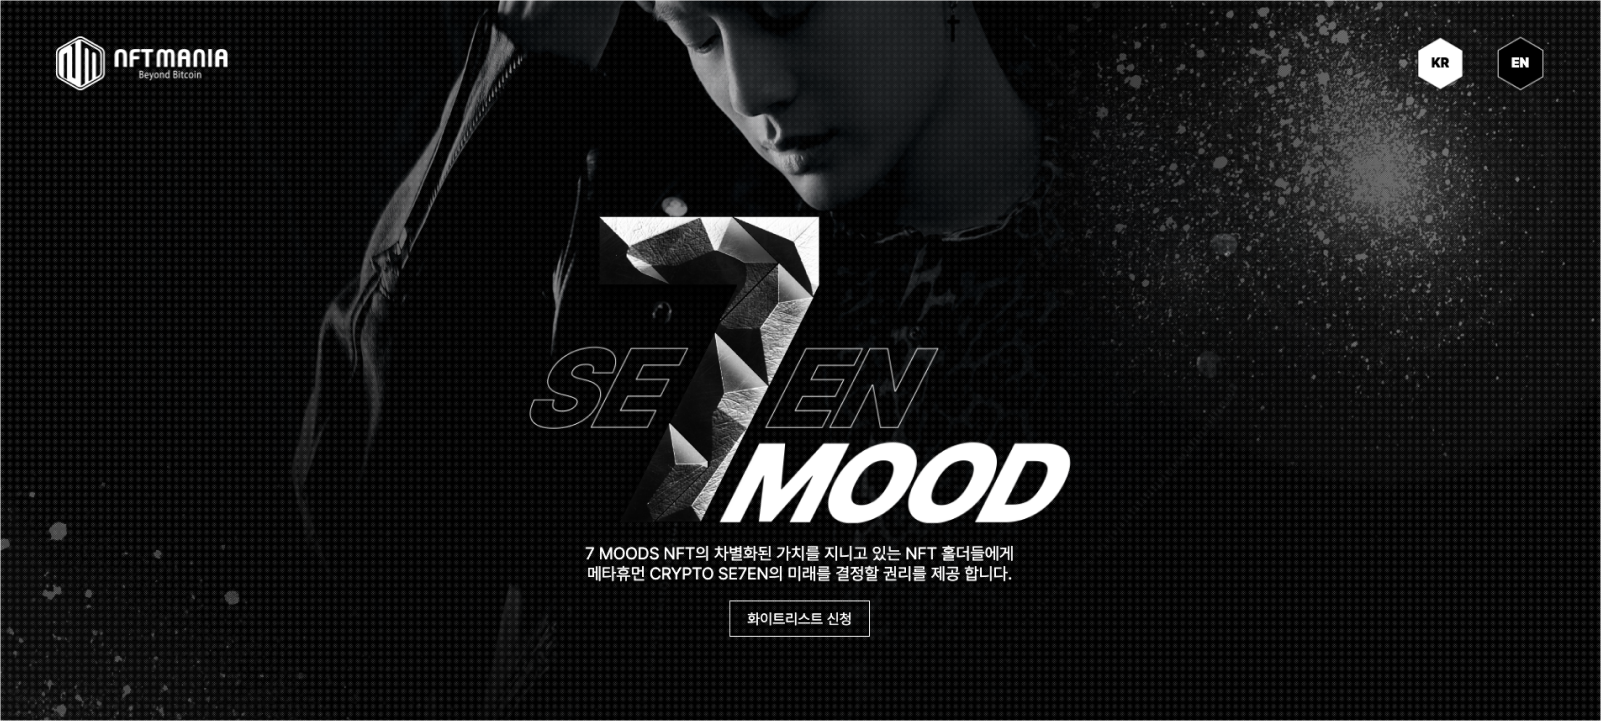 NFTMANIA
Beyond Bitcoin
KR
EN
7
SE7EN
MOOD
7 MOODS NFT의 차별화된 가치를 지니고 있는 NFT 홀더들에게
메타휴먼 CRYPTO SE7EN의 미래를 결정할 권리를 제공 합니다.
화이트리스트 신청